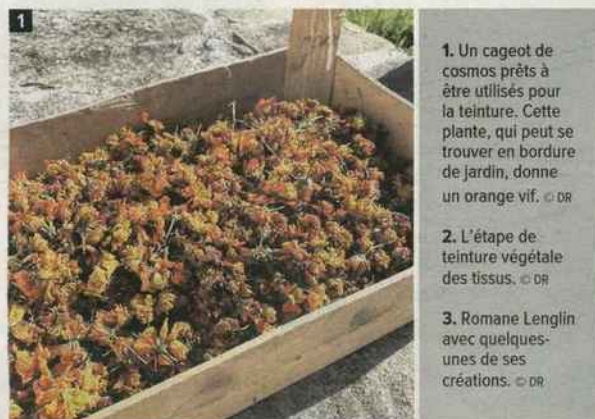 1
1. Un cageot de
cosmos prêts à
être utilisés pour
la teinture. Cette
plante, qui peut se
trouver en bordure
de jardin, donne
un orange vif. © DR
2. L'étape de
teinture végétale
des tissus. © DR
3. Romane Lenglin
avec quelques-
unes de ses
créations. © DR